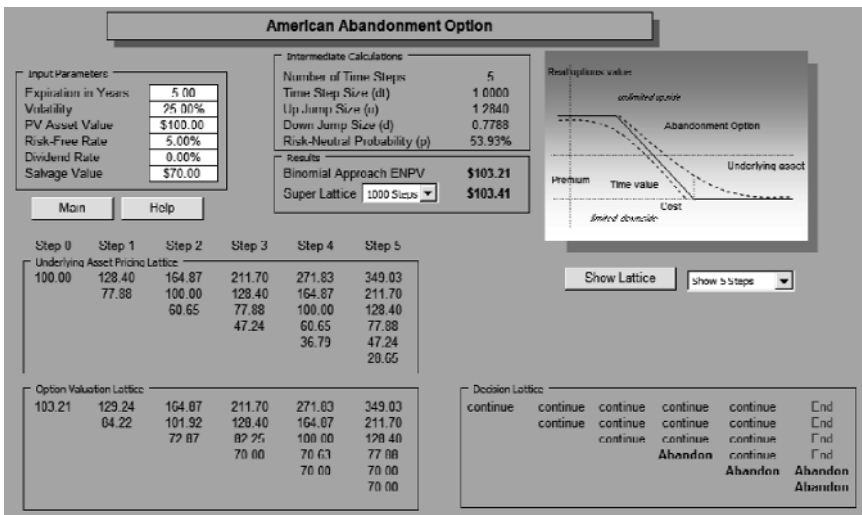 American Abandonment Option
Input Parameters
Expiration in Years 5.00
Volatility 25.00%
PV Asset Value $100.00
Risk-Free Rate 5.00%
Dividend Rate 0.00%
Salvage Value $70.00
Main Help
Intermediate Calculations
Number of Time Steps 5
Time Step Size (dt) 1.0000
Up Jump Size (u) 1.2840
Down Jump Size (d) 0.7788
Risk-Neutral Probability (p) 53.93%
Results
Binomial Approach ENPV $103.21
Super Lattice 1000 Steps $103.41
Real options value
unlimited upside
Abandonment Option
Underlying asset
Premium
Time value
Cost
limited downside
Show Lattice Show 5 Steps
Step 0 Step 1 Step 2 Step 3 Step 4 Step 5
Underlying Asset Pricing Lattice
100.00 128.40 164.87 211.70 271.83 349.03
77.88 100.00 128.40 164.87 211.70
60.65 77.88 100.00 128.40
47.24 60.65 77.88
36.79 47.24
28.65
Option Valuation Lattice
103.21 129.24 164.87 211.70 271.83 349.03
84.22 101.92 128.40 164.87 211.70
72.87 82.25 100.00 128.40
70.00 70.63 77.88
70.00 70.00
70.00
Decision Lattice
continue continue continue continue continue End
continue continue continue continue End
continue continue continue End
Abandon continue End
Abandon Abandon
Abandon